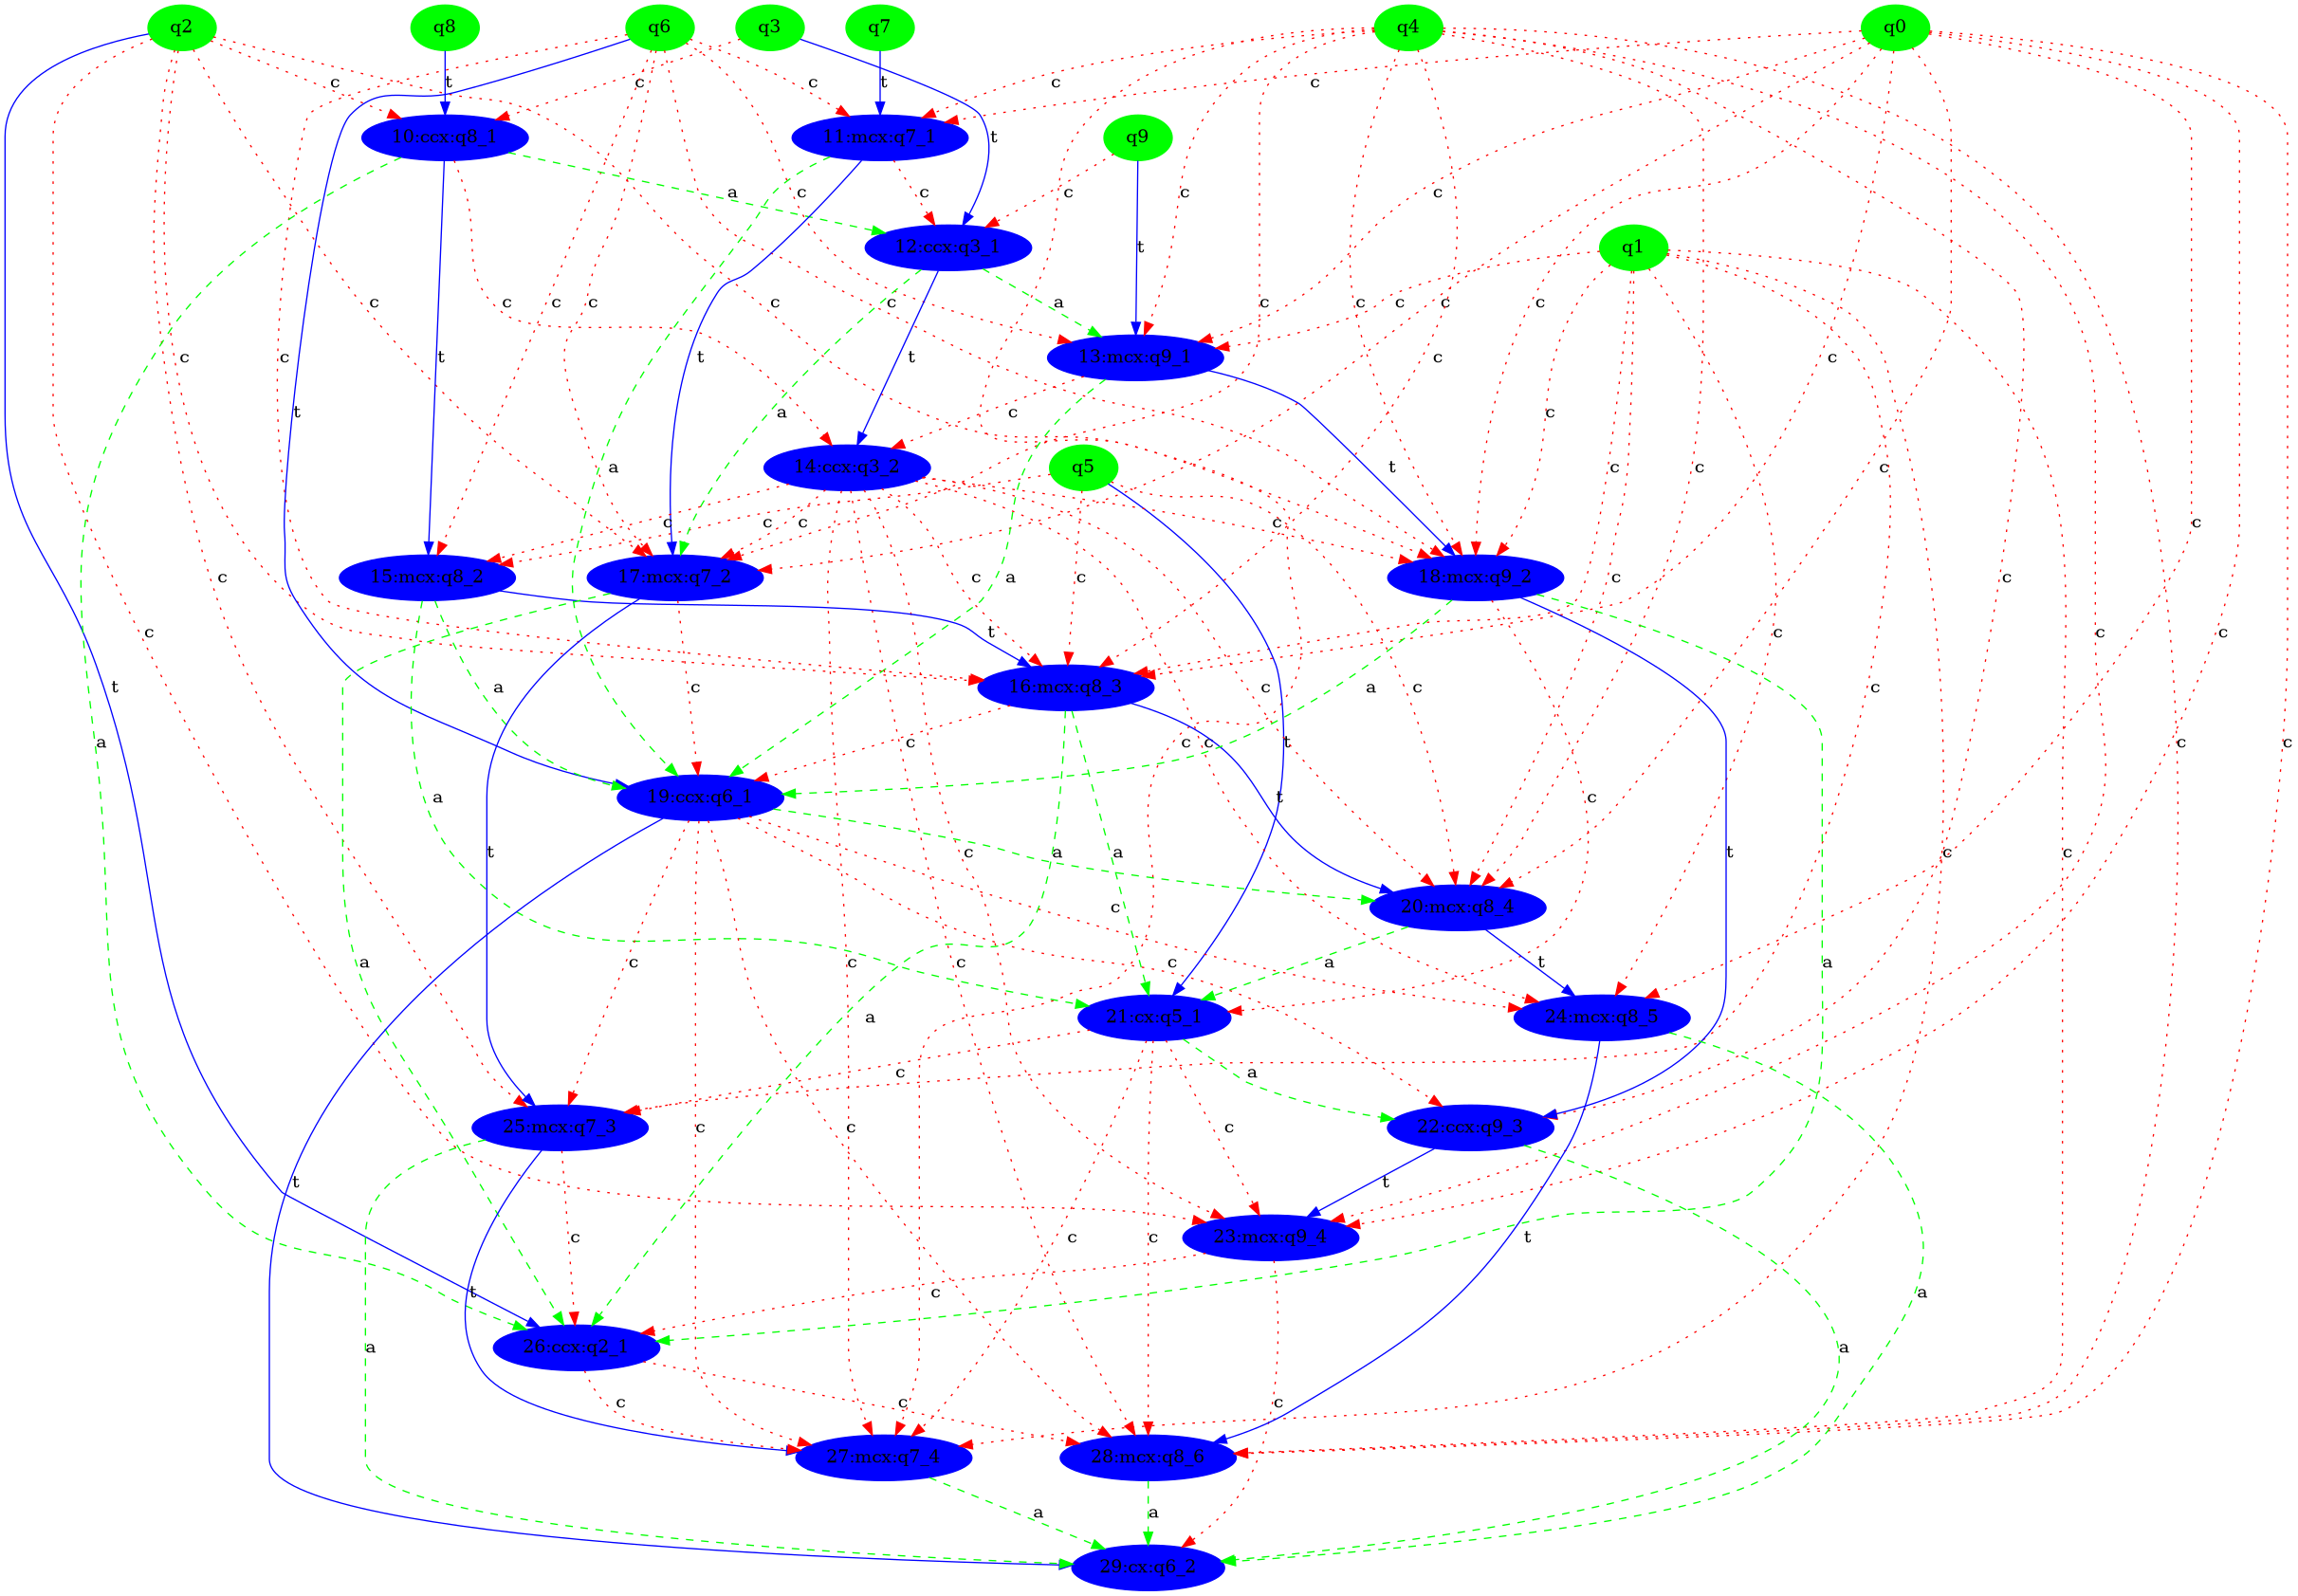 q2 q8 q6 q3 q7 q4 q0
c t c c t c c
10:ccx:q8_1 11:mcx:q7_1 q9
t
a c c
c c c c c c c
12:ccx:q3_1 q1
t
c c c c a c c c
t c c c t a c c c c
13:mcx:q9_1
t t a c
c
14:ccx:q3_2 q5
t
c c c c
a
15:mcx:q8_2 17:mcx:q7_2 18:mcx:q9_2
c c c c c
t
c
16:mcx:q8_3
t a c c c c
c c c t
19:ccx:q6_1
a a c t c
20:mcx:q8_4
t a a c
c
t c
a c c a t a
21:cx:q5_1 24:mcx:q8_5
a a c
c a
25:mcx:q7_3 22:ccx:q9_3
c c c c c c
t c t
23:mcx:q9_4
t c c
t
26:ccx:q2_1
a a
a c c c
27:mcx:q7_4 28:mcx:q8_6
a a
29:cx:q6_2